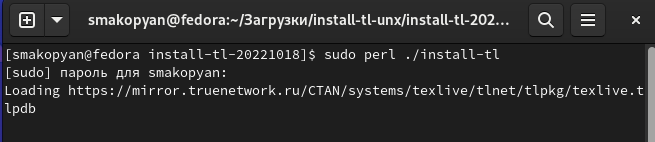 smakopyan@fedora:~/Загрузки/install-tl-unx/install-tl-202...
[smakopyan@fedora install-tl-20221018]$ sudo perl ./install-tl
[sudo] пароль для smakopyan:
Loading https://mirror.truenetwork.ru/CTAN/systems/texlive/tlnet/tlpkg/texlive.t
lpdb